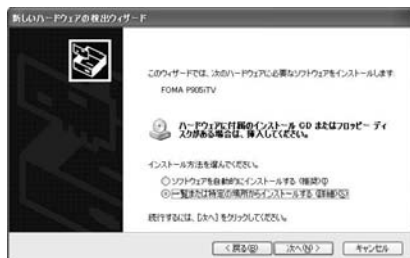 新しいハードウェアの検出ウィザード
このウィザードでは、次のハードウェアに必要なソフトウェアをインストールします:
FOMA P905iTV
ハードウェアに付属のインストール CD またはフロッピー ディ
スクがある場合は、挿入してください。
インストール方法を選んでください。
ソフトウェアを自動的にインストールする (推奨)(I)
一覧または特定の場所からインストールする (詳細)(S)
続行するには、[次へ] をクリックしてください。
< 戻る(B)
次へ(N) >
キャンセル